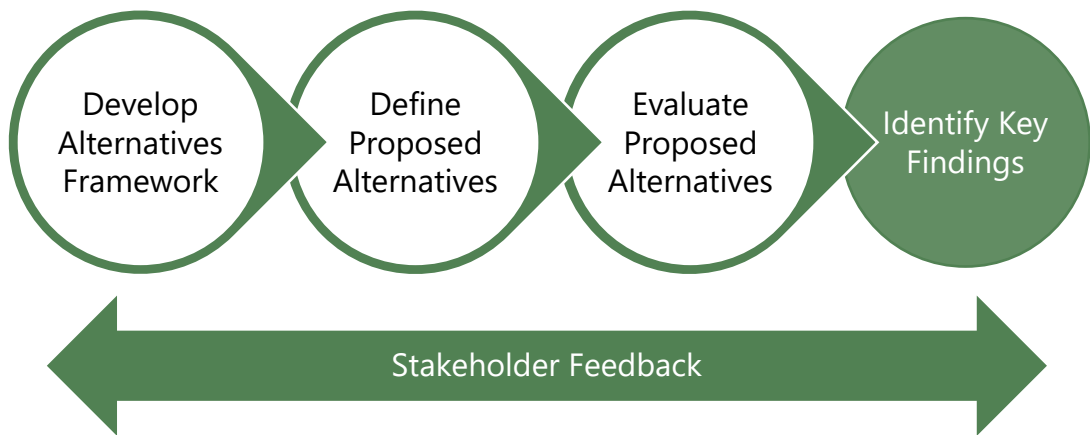 Develop
Alternatives
Framework
Define
Proposed
Alternatives
Evaluate
Proposed
Alternatives
Identify Key
Findings
Stakeholder Feedback